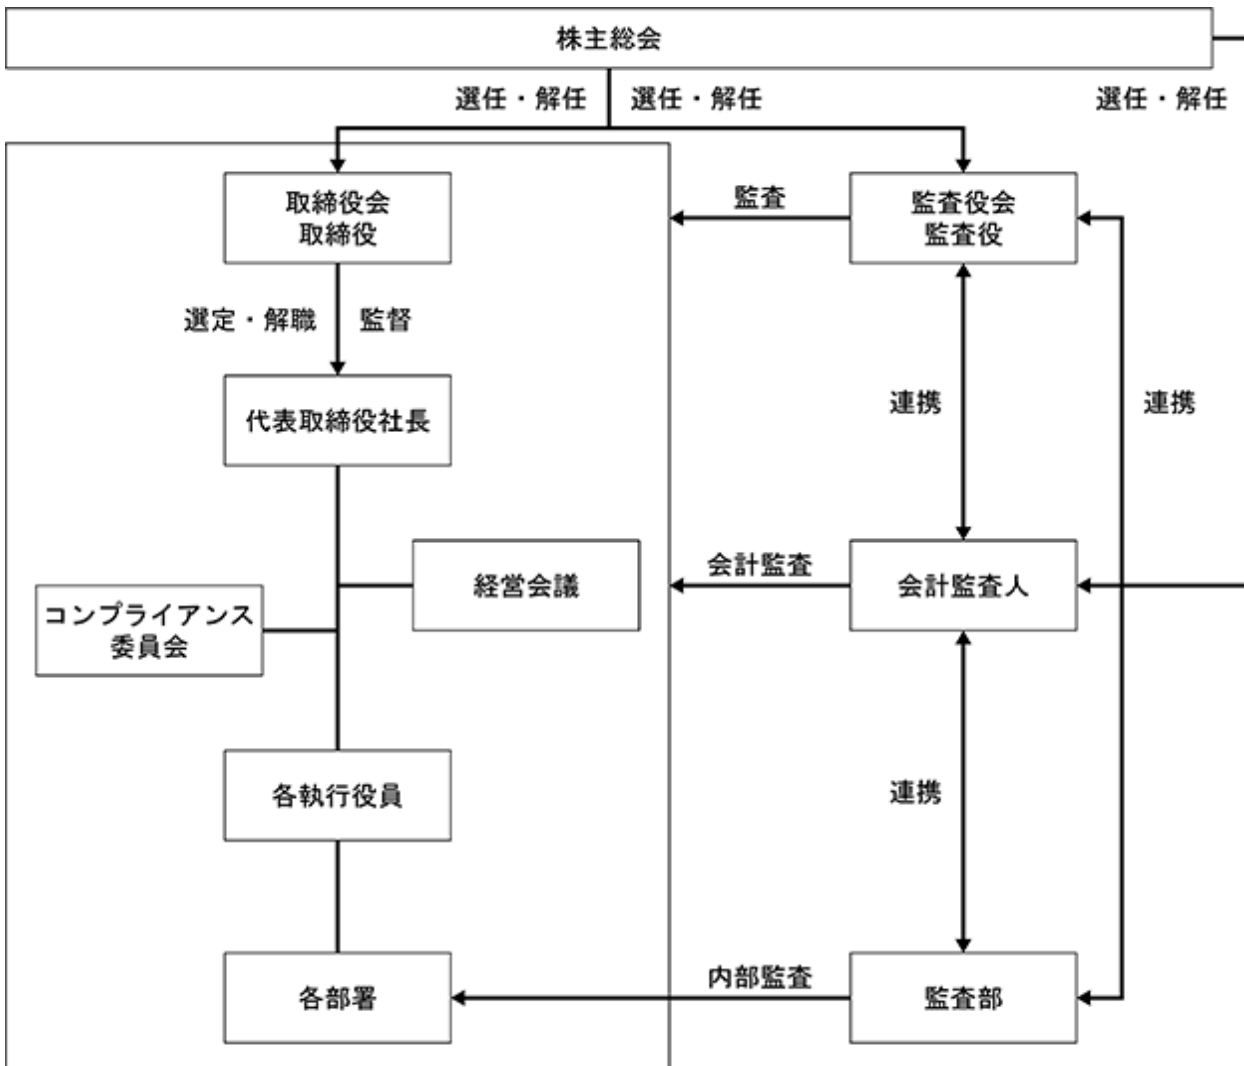 株主総会
選任・解任
選任・解任
選任・解任
取締役会
取締役
監査
監査役会
監査役
選定・解職
監督
代表取締役社長
連携
連携
経営会議
会計監査
会計監査人
コンプライアンス
委員会
各執行役員
連携
各部署
内部監査
監査部